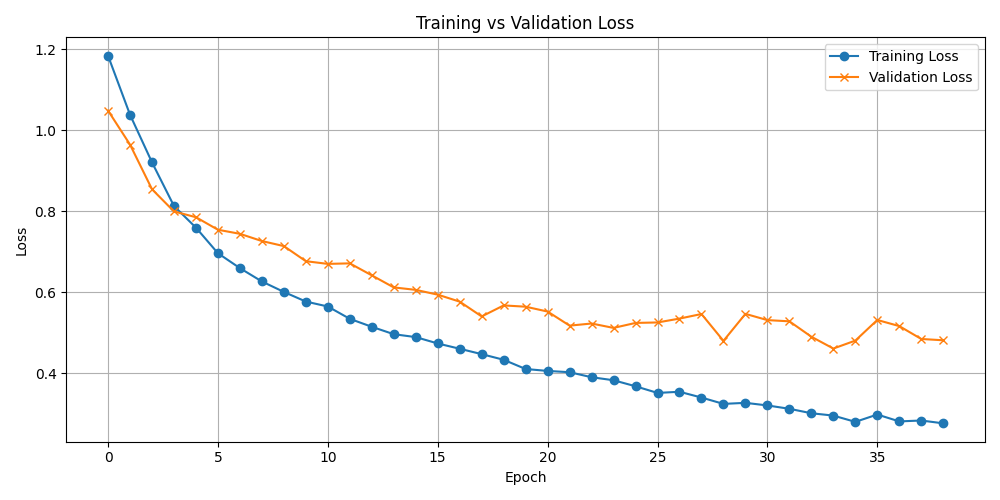 Training vs Validation Loss
1.2
1.0
0.8
0.6
0.4
Loss
Training Loss
Validation Loss
0 5 10 15 20 25 30 35
Epoch